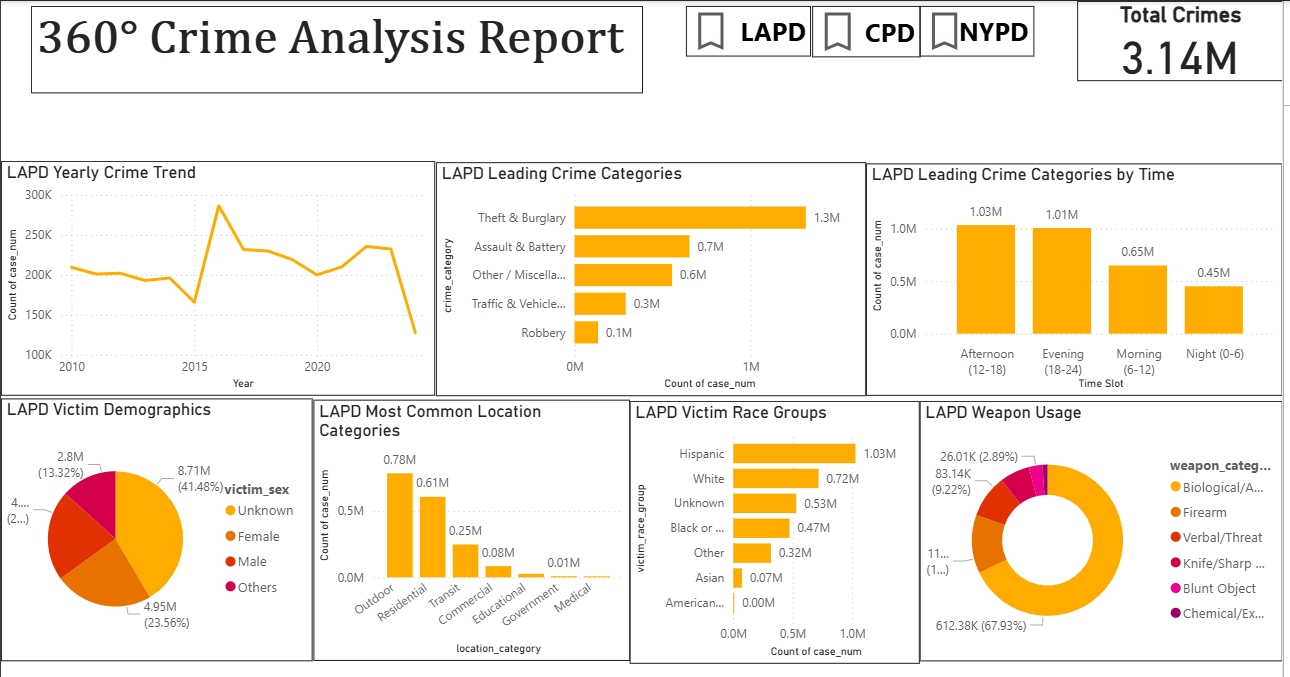 360° Crime Analysis Report
LAPD
CPD
NYPD
Total Crimes
3.14M
LAPD Yearly Crime Trend
300K
250K
200K
150K
100K
Count of case_num
2010
2015
2020
Year
LAPD Leading Crime Categories
crime_category
Theft & Burglary
1.3M
Assault & Battery
0.7M
Other / Miscella...
0.6M
Traffic & Vehicle...
0.3M
Robbery
0.1M
0M
1M
Count of case_num
LAPD Leading Crime Categories by Time
Count of case_num
1.0M
0.5M
0.0M
1.03M
1.01M
0.65M
0.45M
Afternoon
(12-18)
Evening
(18-24)
Morning
(6-12)
Night (0-6)
Time Slot
LAPD Victim Demographics
2.8M
(13.32%)
8.71M
(41.48%)
4....
(2...)
4.95M
(23.56%)
victim_sex
Unknown
Female
Male
Others
LAPD Most Common Location
Categories
Count of case_num
0.5M
0.0M
0.78M
0.61M
0.25M
0.08M
0.01M
Outdoor
Residential
Transit
Commercial
Educational
Government
Medical
location_category
LAPD Victim Race Groups
victim_race_group
Hispanic
1.03M
White
0.72M
Unknown
0.53M
Black or ...
0.47M
Other
0.32M
Asian
0.07M
American...
0.00M
0.0M
0.5M
1.0M
Count of case_num
LAPD Weapon Usage
26.01K (2.89%)
83.14K
(9.22%)
11...
(1...)
612.38K (67.93%)
weapon_categ...
Biological/A...
Firearm
Verbal/Threat
Knife/Sharp ...
Blunt Object
Chemical/Ex...